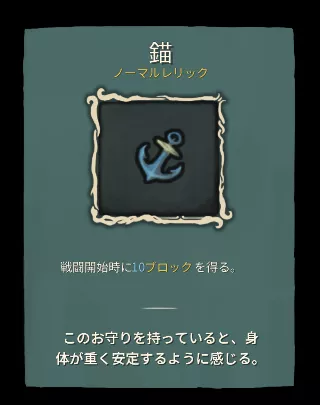 錨
ノーマルレリック
戦闘開始時に10ブロックを得る。
このお守りを持っていると、身
体が重く安定するように感じる。